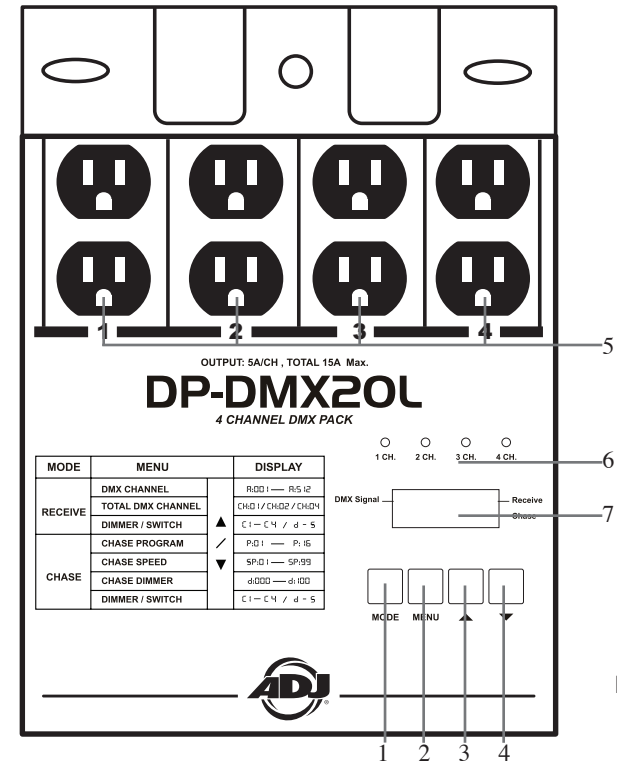 1 2 3 4
5
OUTPUT: 5A/CH , TOTAL 15A Max.
DP-DMX20L
4 CHANNEL DMX PACK
1 CH. 2 CH. 3 CH. 4 CH.
6
MODE MENU DISPLAY
RECEIVE
DMX CHANNEL A:001 — A:512
TOTAL DMX CHANNEL CH:01/CH:02/CH:04
DIMMER / SWITCH C1—C4 / d - S
▲ / ▼
CHASE
CHASE PROGRAM P:01 — P:16
CHASE SPEED SP:01 — SP:99
CHASE DIMMER d:000 — d:100
DIMMER / SWITCH C1—C4 / d - S
DMX Signal
Receive
Chase
7
MODE MENU ▲ ▼
ADJ
®
1 2 3 4